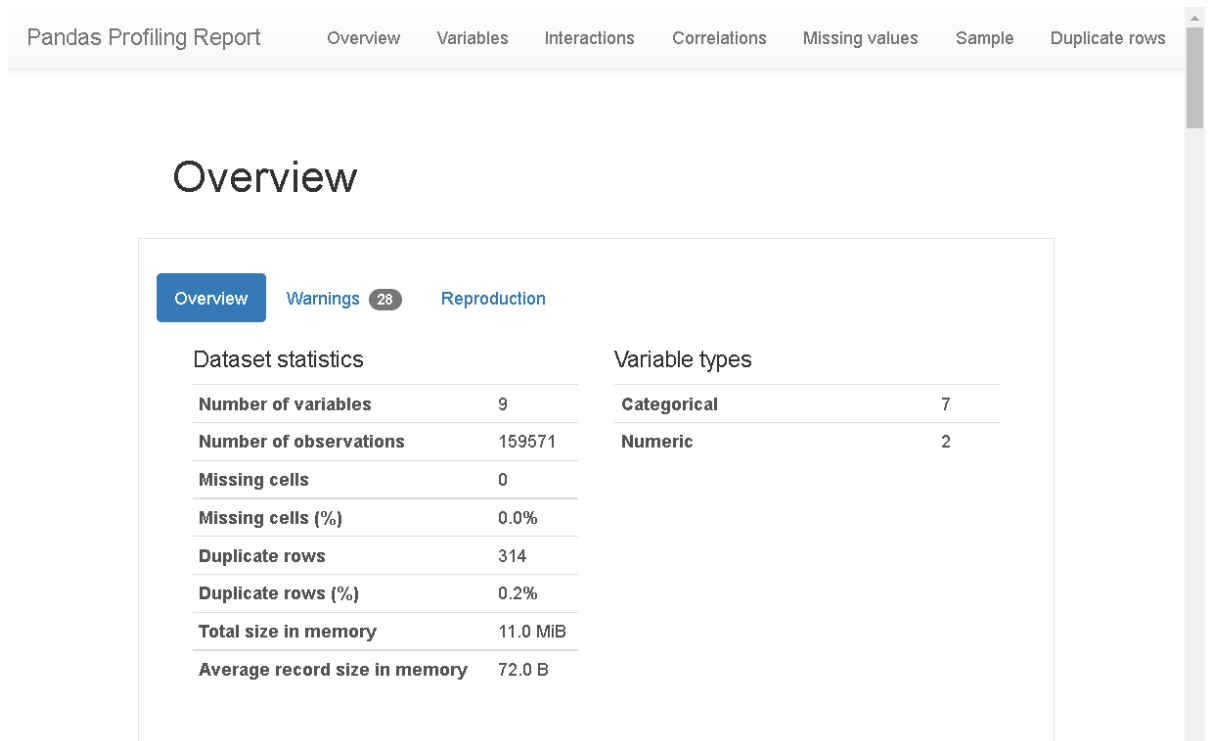 Pandas Profiling Report Overview Variables Interactions Correlations Missing values Sample Duplicate rows
Overview
Overview Warnings 28 Reproduction
Dataset statistics Variable types
Number of variables 9 Categorical 7
Number of observations 159571 Numeric 2
Missing cells 0
Missing cells (%) 0.0%
Duplicate rows 314
Duplicate rows (%) 0.2%
Total size in memory 11.0 MiB
Average record size in memory 72.0 B